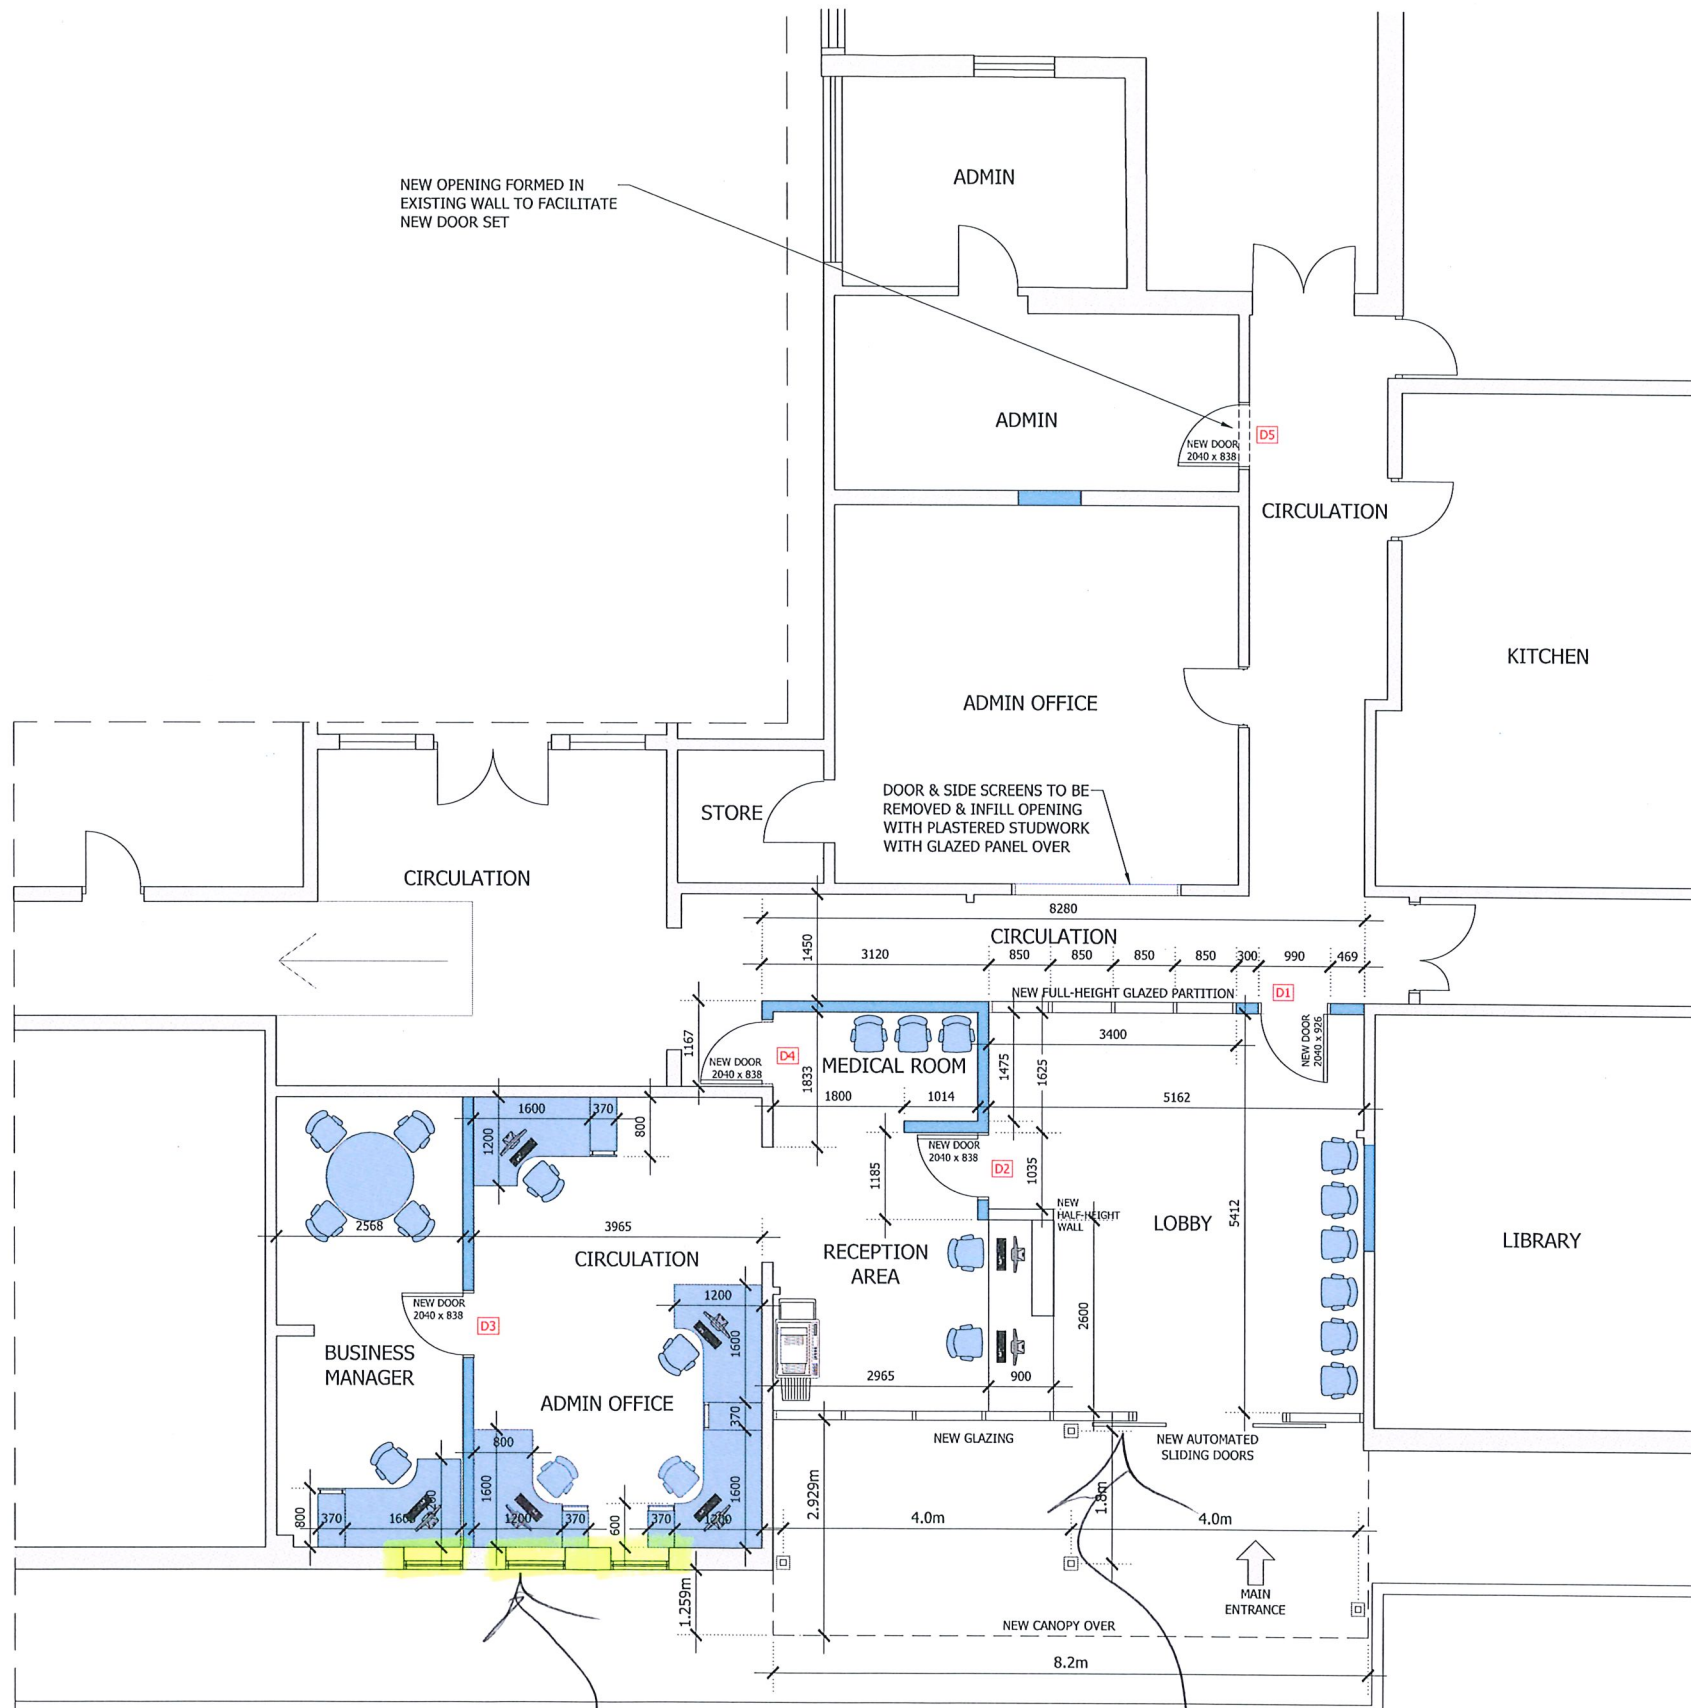 ADMIN
NEW OPENING FORMED IN
EXISTING WALL TO FACILITATE
NEW DOOR SET
ADMIN
D5
NEW DOOR
2040 x 838
CIRCULATION
KITCHEN
ADMIN OFFICE
DOOR & SIDE SCREENS TO BE
REMOVED & INFILL OPENING
WITH PLASTERED STUDWORK
WITH GLAZED PANEL OVER
STORE
CIRCULATION
8280
CIRCULATION
1450
3120
850
850
850
850
300
990
469
NEW FULL-HEIGHT GLAZED PARTITION
D1
NEW DOOR
2040 x 926
3400
1167
D4
NEW DOOR
2040 x 838
1833
MEDICAL ROOM
1475
1625
1800
1014
5162
1600
370
800
1200
NEW DOOR
2040 x 838
D2
1185
1035
NEW
HALF-HEIGHT
WALL
LOBBY
5412
LIBRARY
2568
3965
CIRCULATION
RECEPTION
AREA
NEW DOOR
2040 x 838
D3
1200
1600
2600
BUSINESS
MANAGER
2965
900
ADMIN OFFICE
370
NEW GLAZING
NEW AUTOMATED
SLIDING DOORS
800
1600
1600
2.929m
1.8m
800
370
1200
370
600
370
1200
4.0m
4.0m
1.259m
MAIN
ENTRANCE
NEW CANOPY OVER
8.2m